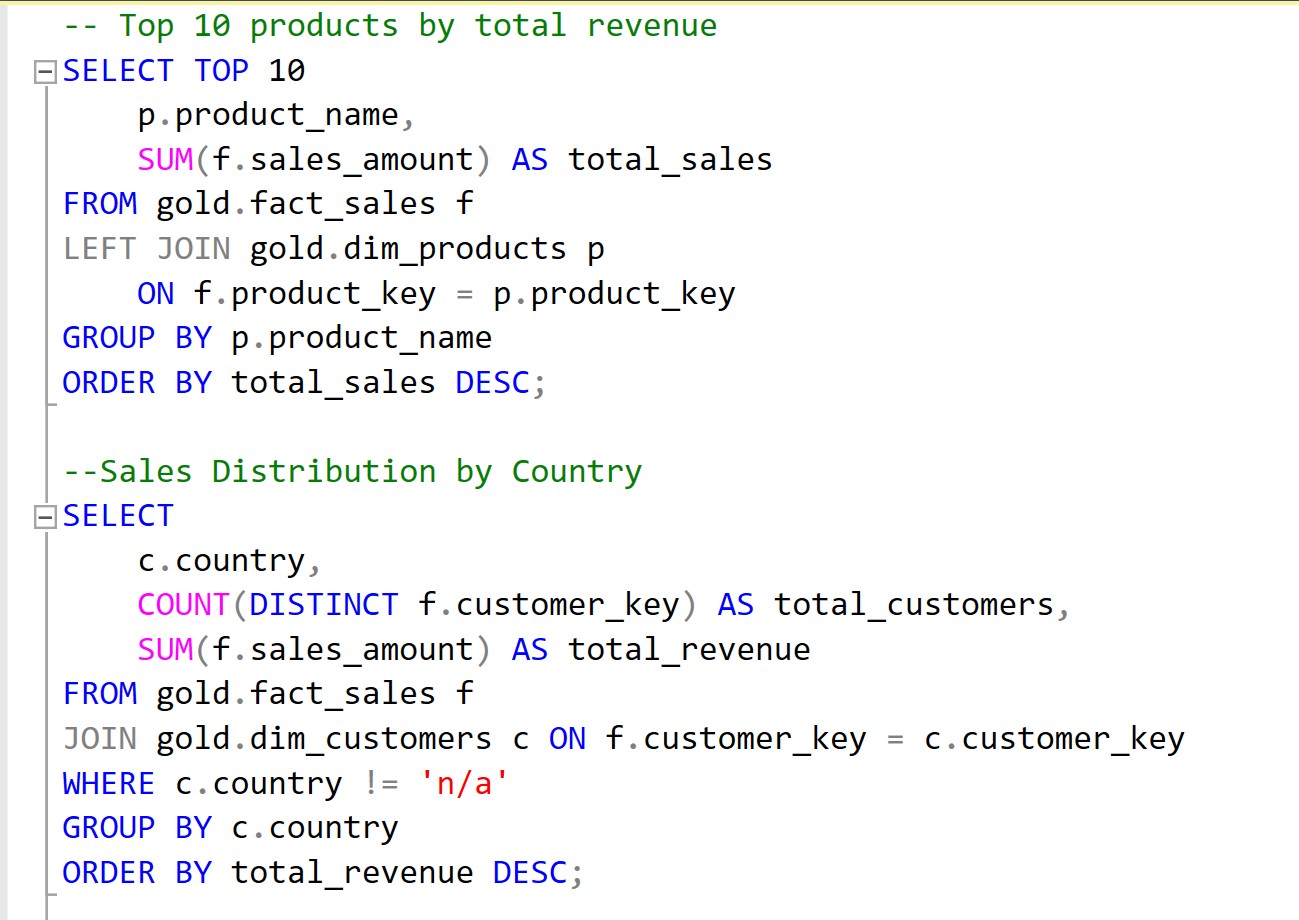 -- Top 10 products by total revenue
SELECT TOP 10
    p.product_name,
    SUM(f.sales_amount) AS total_sales
FROM gold.fact_sales f
LEFT JOIN gold.dim_products p
    ON f.product_key = p.product_key
GROUP BY p.product_name
ORDER BY total_sales DESC;

--Sales Distribution by Country
SELECT
    c.country,
    COUNT(DISTINCT f.customer_key) AS total_customers,
    SUM(f.sales_amount) AS total_revenue
FROM gold.fact_sales f
JOIN gold.dim_customers c ON f.customer_key = c.customer_key
WHERE c.country != 'n/a'
GROUP BY c.country
ORDER BY total_revenue DESC;